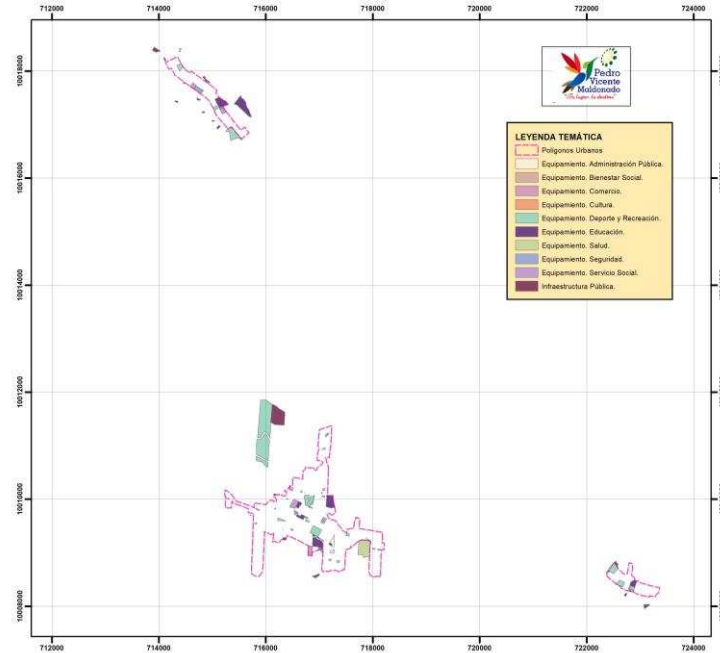 712000 714000 716000 718000 720000 722000 724000
10018000
Pedro
Vicente
Maldonado
LEYENDA TEMÁTICA
Polígonos Urbanos
Equipamiento. Administración Pública.
Equipamiento. Bienestar Social.
Equipamiento. Comercio.
Equipamiento. Cultura.
Equipamiento. Deporte y Recreación.
Equipamiento. Educación.
Equipamiento. Salud.
Equipamiento. Seguridad.
Equipamiento. Servicio Social.
Infraestructura Pública.
10016000
10014000
10012000
10010000
10008000
712000 714000 716000 718000 720000 722000 724000